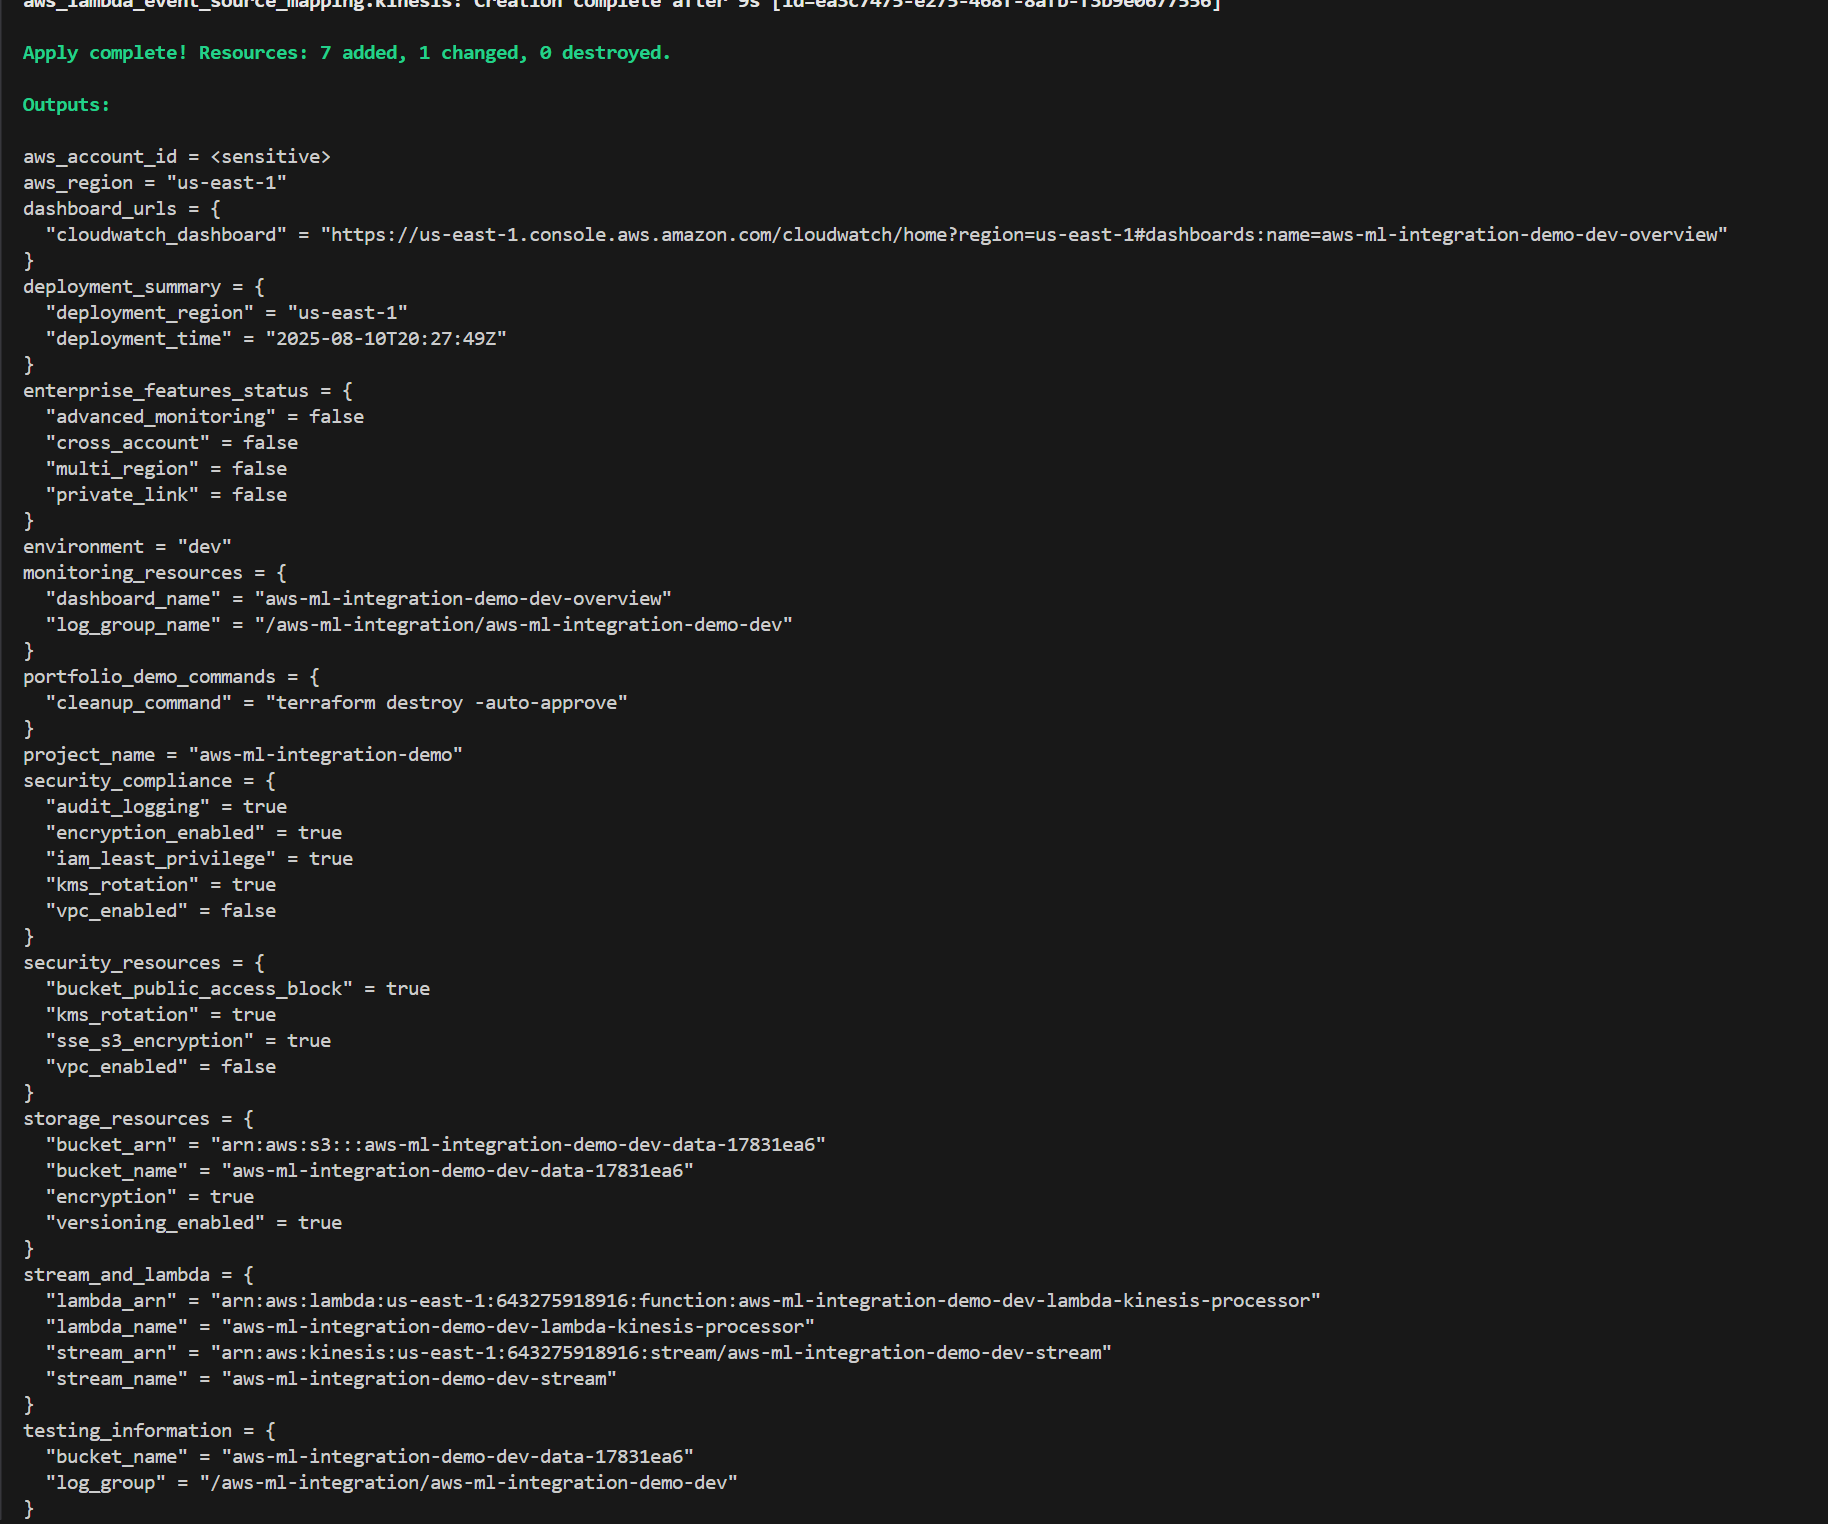 aws_lambda_event_source_mapping.kinesis: Creation complete after 9s [id=ea3c7475-e275-468f-8afb-f3b9e0677556]
Apply complete! Resources: 7 added, 1 changed, 0 destroyed.
Outputs:
aws_account_id = <sensitive>
aws_region = "us-east-1"
dashboard_urls = {
  "cloudwatch_dashboard" = "https://us-east-1.console.aws.amazon.com/cloudwatch/home?region=us-east-1#dashboards:name=aws-ml-integration-demo-dev-overview"
}
deployment_summary = {
  "deployment_region" = "us-east-1"
  "deployment_time" = "2025-08-10T20:27:49Z"
}
enterprise_features_status = {
  "advanced_monitoring" = false
  "cross_account" = false
  "multi_region" = false
  "private_link" = false
}
environment = "dev"
monitoring_resources = {
  "dashboard_name" = "aws-ml-integration-demo-dev-overview"
  "log_group_name" = "/aws-ml-integration/aws-ml-integration-demo-dev"
}
portfolio_demo_commands = {
  "cleanup_command" = "terraform destroy -auto-approve"
}
project_name = "aws-ml-integration-demo"
security_compliance = {
  "audit_logging" = true
  "encryption_enabled" = true
  "iam_least_privilege" = true
  "kms_rotation" = true
  "vpc_enabled" = false
}
security_resources = {
  "bucket_public_access_block" = true
  "kms_rotation" = true
  "sse_s3_encryption" = true
  "vpc_enabled" = false
}
storage_resources = {
  "bucket_arn" = "arn:aws:s3:::aws-ml-integration-demo-dev-data-17831ea6"
  "bucket_name" = "aws-ml-integration-demo-dev-data-17831ea6"
  "encryption" = true
  "versioning_enabled" = true
}
stream_and_lambda = {
  "lambda_arn" = "arn:aws:lambda:us-east-1:643275918916:function:aws-ml-integration-demo-dev-lambda-kinesis-processor"
  "lambda_name" = "aws-ml-integration-demo-dev-lambda-kinesis-processor"
  "stream_arn" = "arn:aws:kinesis:us-east-1:643275918916:stream/aws-ml-integration-demo-dev-stream"
  "stream_name" = "aws-ml-integration-demo-dev-stream"
}
testing_information = {
  "bucket_name" = "aws-ml-integration-demo-dev-data-17831ea6"
  "log_group" = "/aws-ml-integration/aws-ml-integration-demo-dev"
}